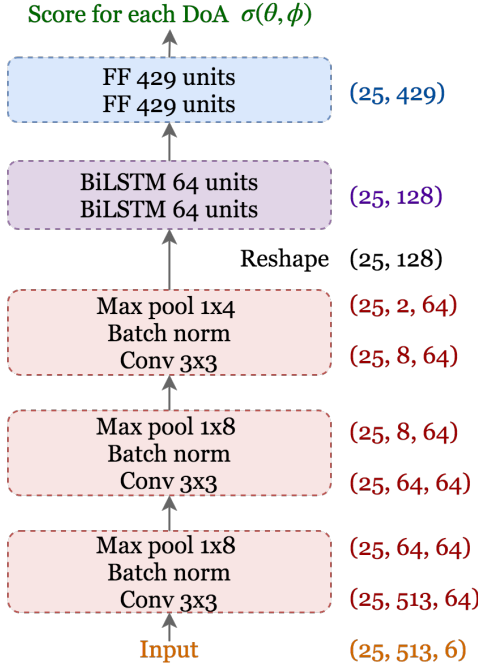 Score for each DoA σ(θ, ϕ)
FF 429 units
FF 429 units
(25, 429)
BiLSTM 64 units
BiLSTM 64 units
(25, 128)
Reshape (25, 128)
Max pool 1x4 (25, 2, 64)
Batch norm
Conv 3x3 (25, 8, 64)
Max pool 1x8 (25, 8, 64)
Batch norm
Conv 3x3 (25, 64, 64)
Max pool 1x8 (25, 64, 64)
Batch norm
Conv 3x3 (25, 513, 64)
Input (25, 513, 6)